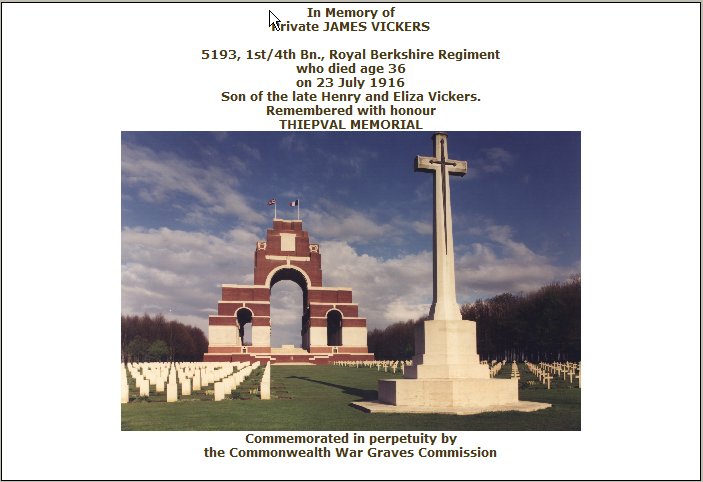 In Memory of
Private JAMES VICKERS
5193, 1st/4th Bn., Royal Berkshire Regiment
who died age 36
on 23 July 1916
Son of the late Henry and Eliza Vickers.
Remembered with honour
THIEPVAL MEMORIAL
Commemorated in perpetuity by
the Commonwealth War Graves Commission